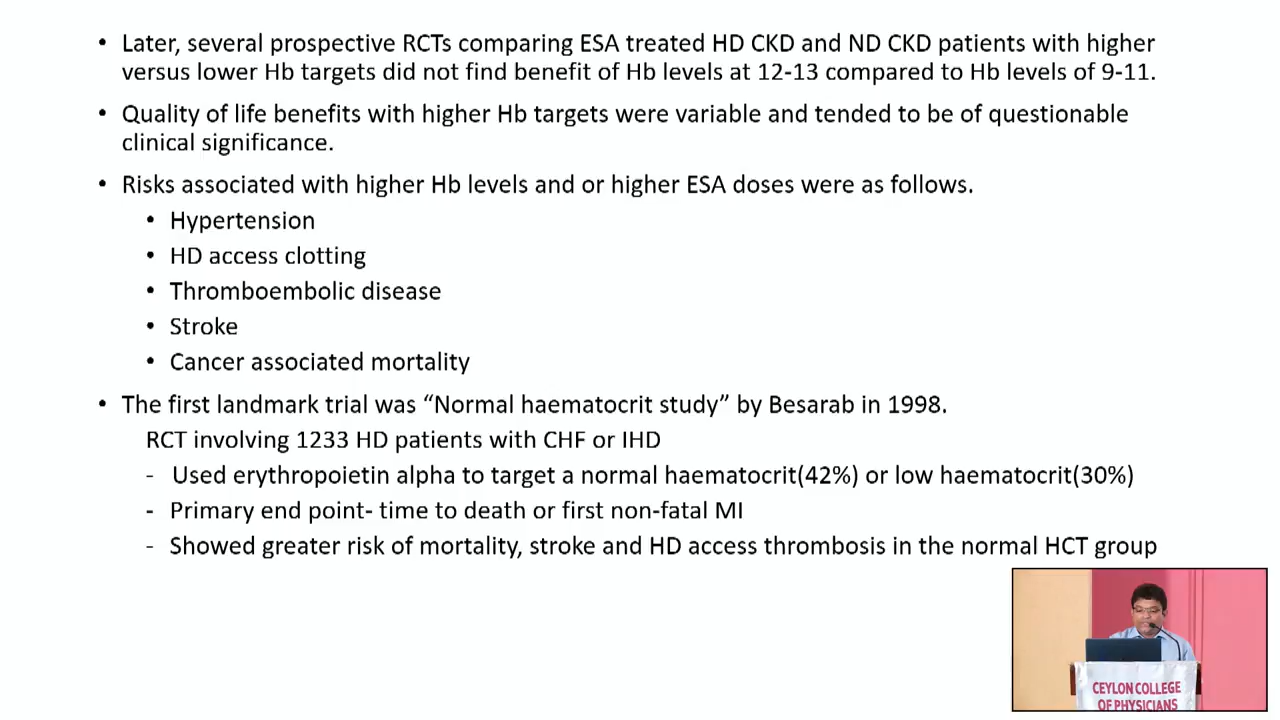 • Later, several prospective RCTs comparing ESA treated HD CKD and ND CKD patients with higher
versus lower Hb targets did not find benefit of Hb levels at 12-13 compared to Hb levels of 9-11.
• Quality of life benefits with higher Hb targets were variable and tended to be of questionable
clinical significance.
• Risks associated with higher Hb levels and or higher ESA doses were as follows.
• Hypertension
• HD access clotting
• Thromboembolic disease
• Stroke
• Cancer associated mortality
• The first landmark trial was “Normal haematocrit study” by Besarab in 1998.
RCT involving 1233 HD patients with CHF or IHD
- Used erythropoietin alpha to target a normal haematocrit(42%) or low haematocrit(30%)
- Primary end point- time to death or first non-fatal MI
- Showed greater risk of mortality, stroke and HD access thrombosis in the normal HCT group
CEYLON COLLEGE
OF PHYSICIANS